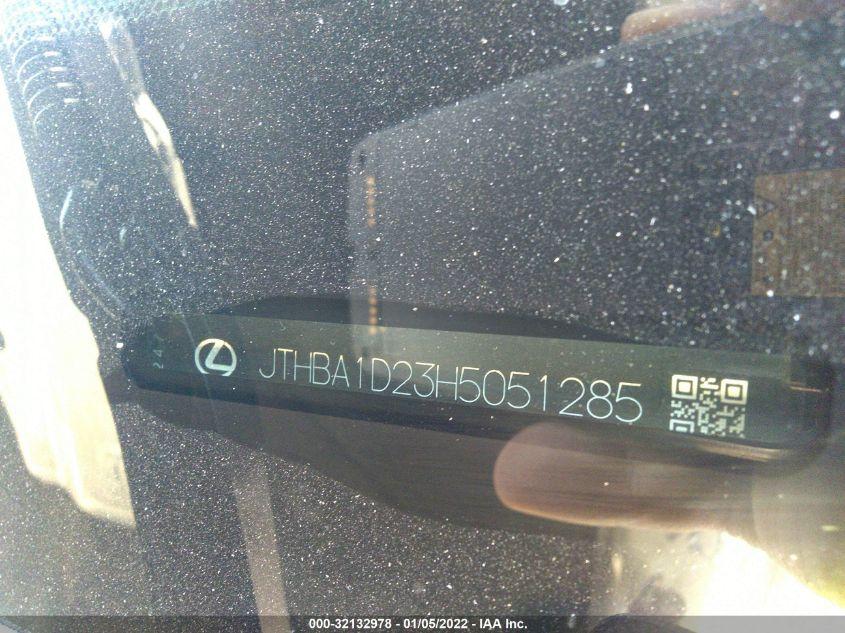 JTHBA1D23H5051285
000-32132978 - 01/05/2022 - IAA Inc.